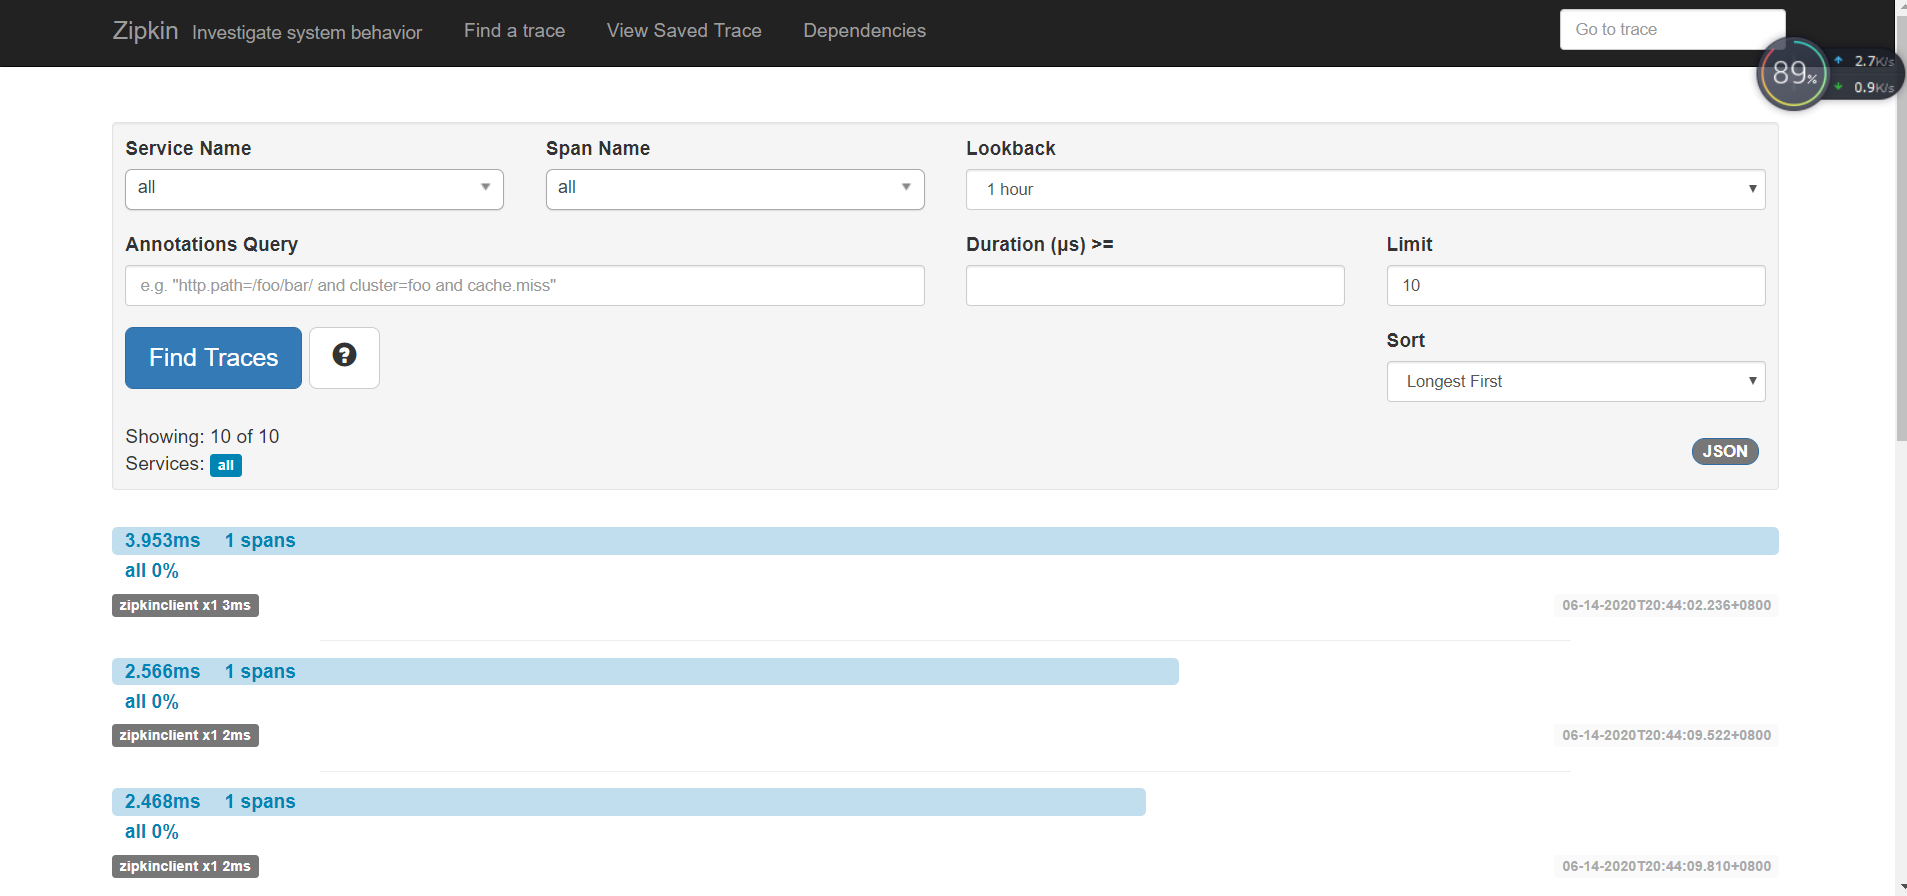 Zipkin Investigate system behavior Find a trace View Saved Trace Dependencies Go to trace
89% 2.7K/s
0.9K/s
Service Name Span Name Lookback
all all 1 hour
Annotations Query Duration (µs) >= Limit
e.g. "http.path=/foo/bar/ and cluster=foo and cache.miss" 10
Find Traces Sort
Longest First
Showing: 10 of 10
Services: all JSON
3.953ms 1 spans
all 0%
zipkinclient x1 3ms 06-14-2020T20:44:02.236+0800
2.566ms 1 spans
all 0%
zipkinclient x1 2ms 06-14-2020T20:44:09.522+0800
2.468ms 1 spans
all 0%
zipkinclient x1 2ms 06-14-2020T20:44:09.810+0800